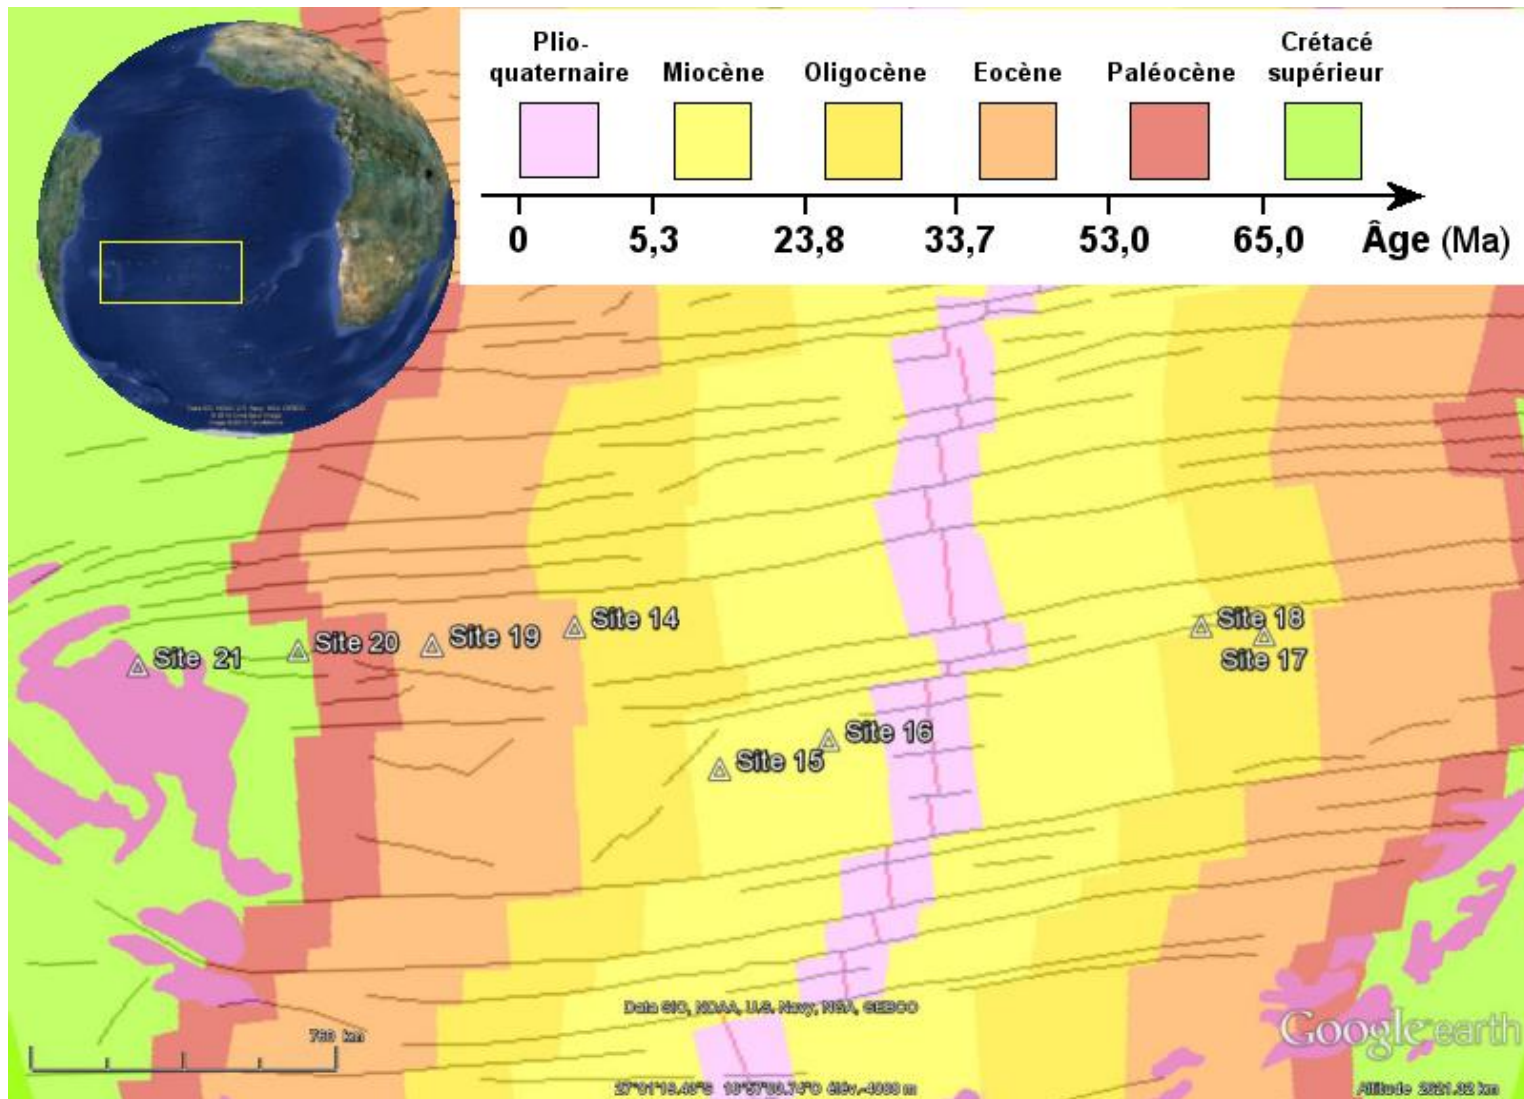 Plio-
quaternaire
Miocène
Oligocène
Eocène
Paléocène
Crétacé
supérieur
0
5,3
23,8
33,7
53,0
65,0
Âge (Ma)
Site 14
Site 18
Site 20
Site 19
Site 21
Site 17
Site 16
Site 15
Data SIO, NOAA, U.S. Navy, NGA, GEBCO
760 km
Google earth